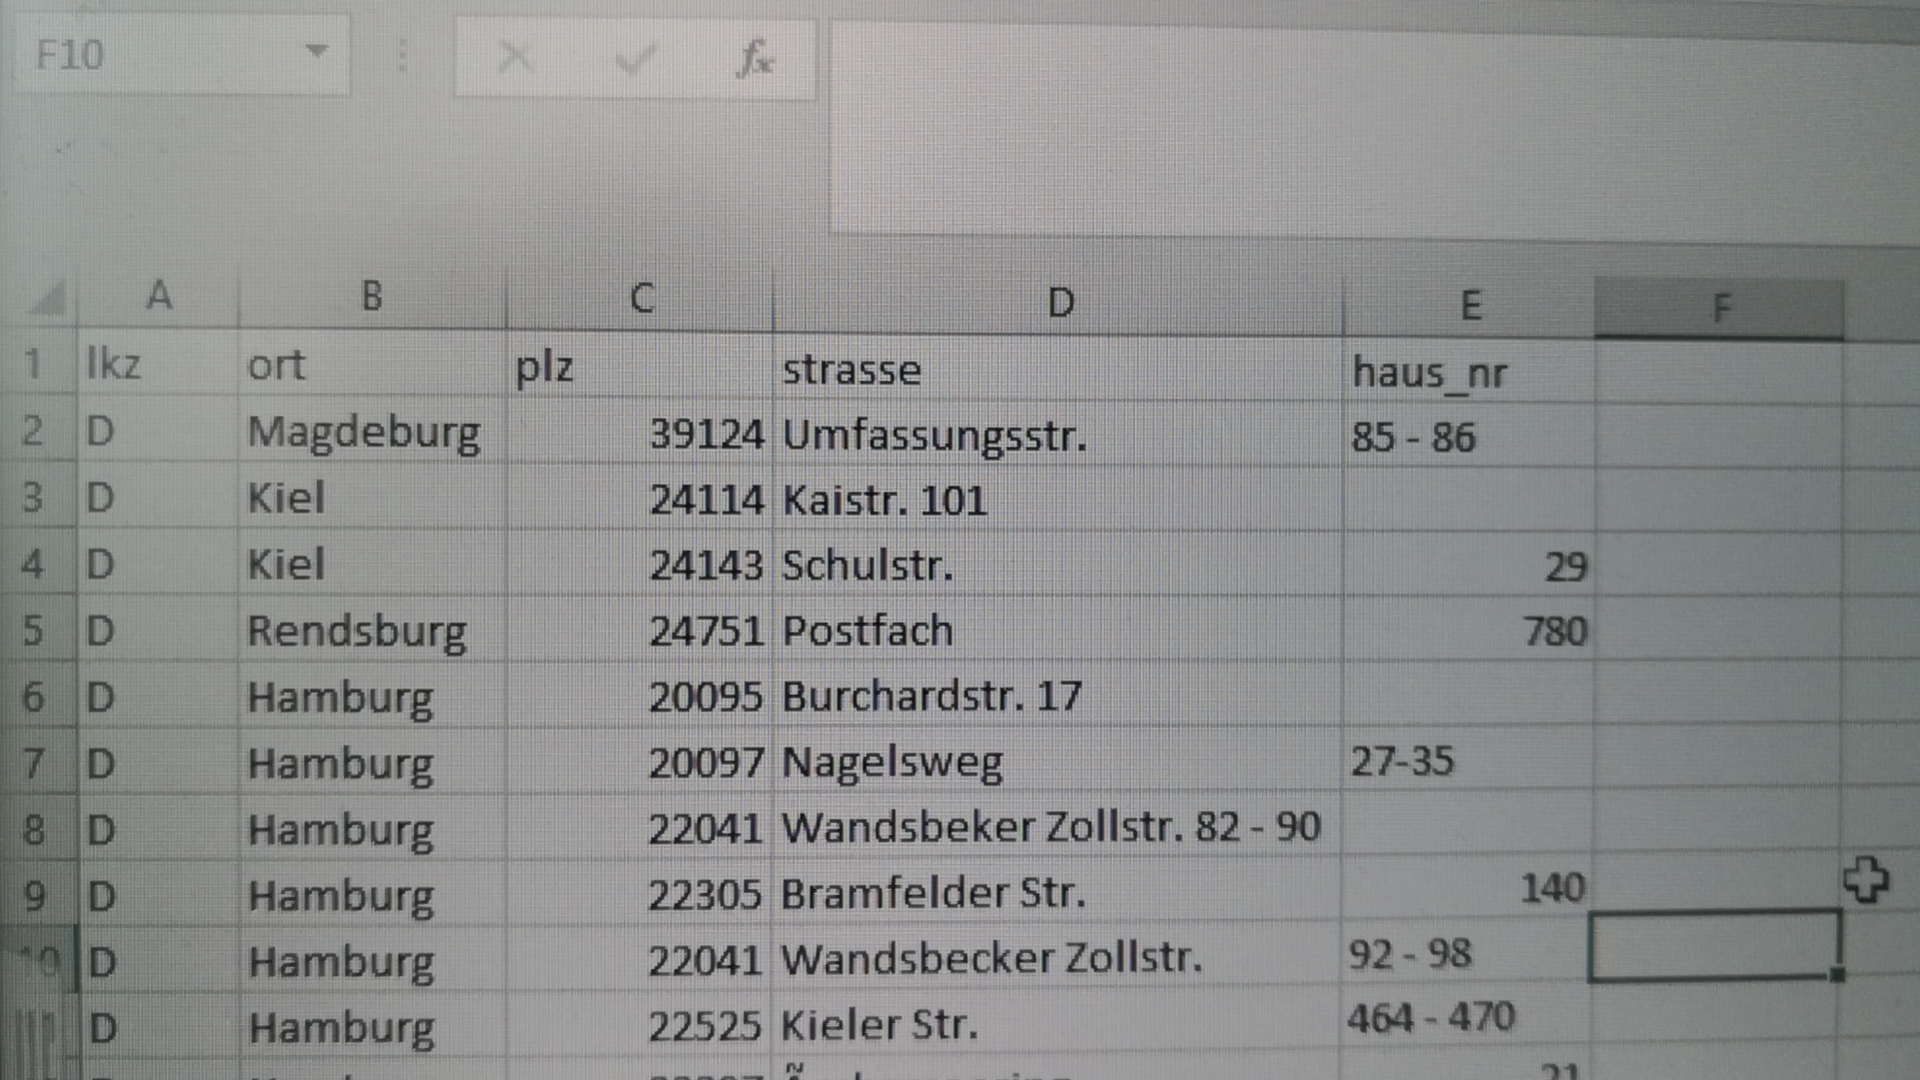 F10 fx
A B C D E F
1 lkz ort plz strasse haus_nr
2 D Magdeburg 39124 Umfassungsstr. 85 - 86
3 D Kiel 24114 Kaistr. 101
4 D Kiel 24143 Schulstr. 29
5 D Rendsburg 24751 Postfach 780
6 D Hamburg 20095 Burchardstr. 17
7 D Hamburg 20097 Nagelsweg 27-35
8 D Hamburg 22041 Wandsbeker Zollstr. 82 - 90
9 D Hamburg 22305 Bramfelder Str. 140
10 D Hamburg 22041 Wandsbecker Zollstr. 92 - 98
D Hamburg 22525 Kieler Str. 464 - 470